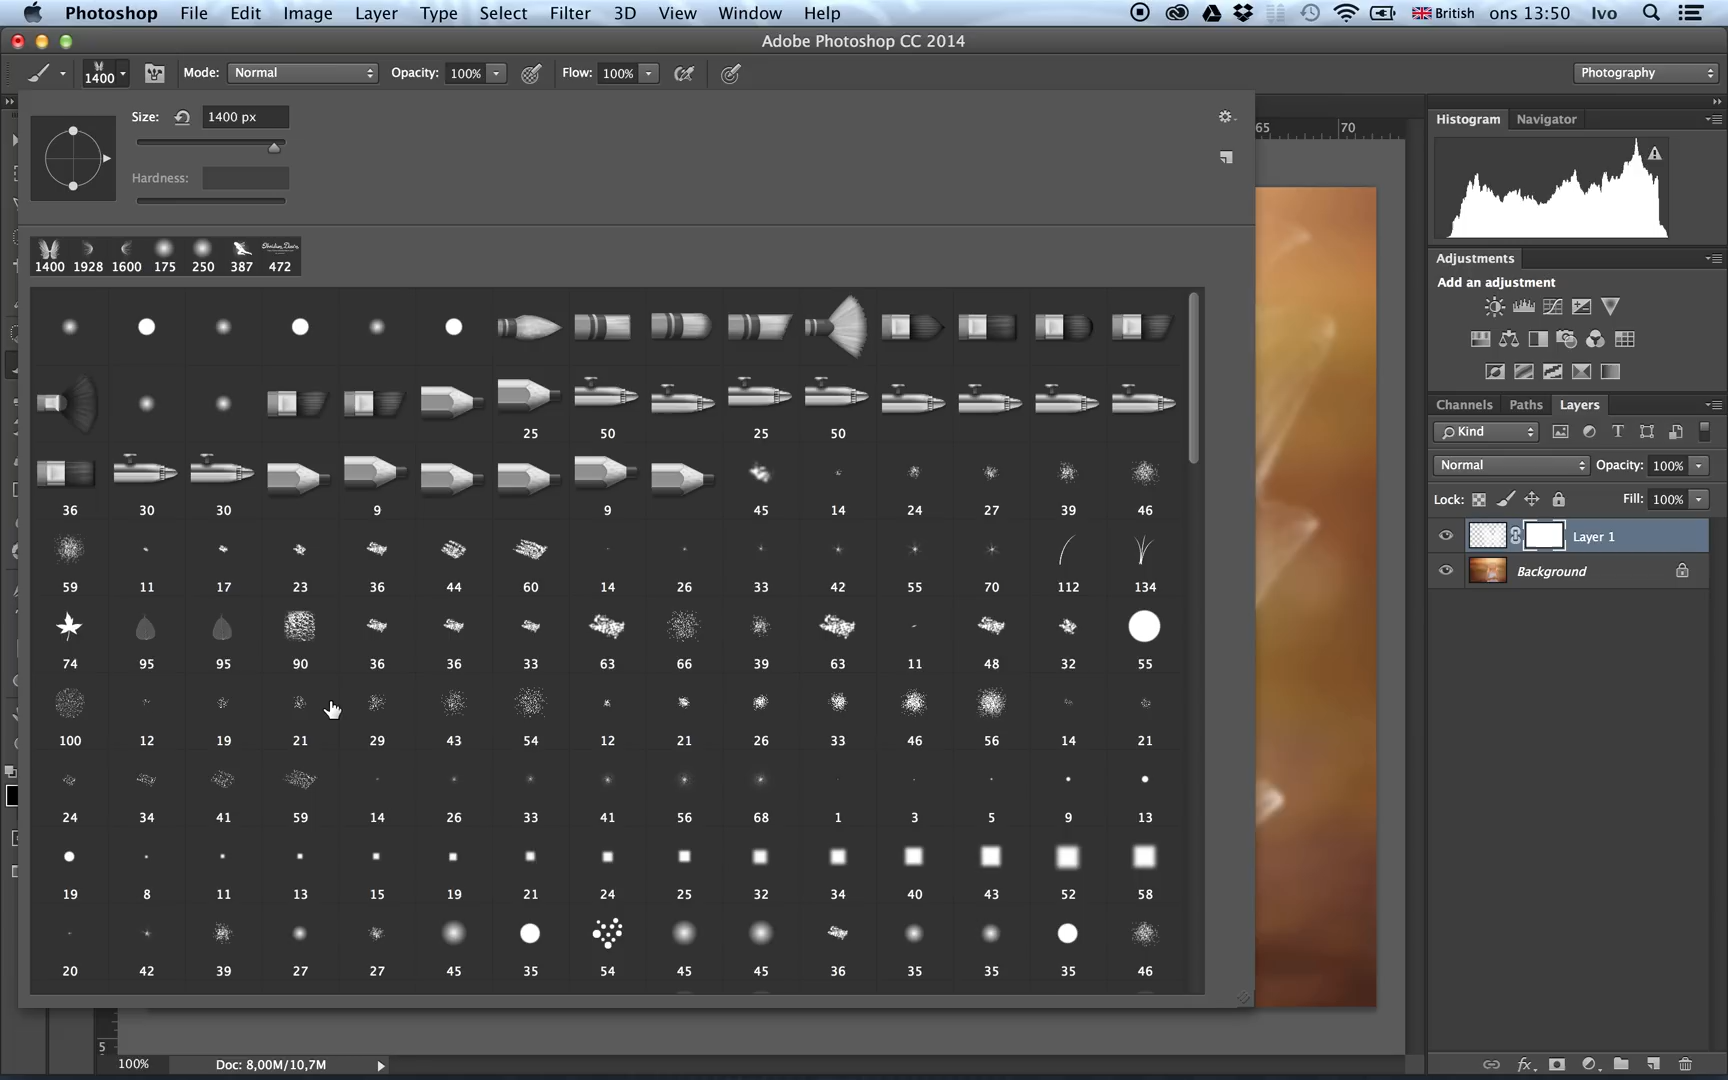 Photoshop File Edit Image Layer Type Select Filter 3D View Window Help British ons 13:50 Ivo
Adobe Photoshop CC 2014
1400 Mode: Normal Opacity: 100% Flow: 100% Photography
Size: 1400 px
Hardness:
65 70
1400 1928 1600 175 250 387 472
25 50 25 50
36 30 30 9 9 45 14 24 27 39 46
59 11 17 23 36 44 60 14 26 33 42 55 70 112 134
74 95 95 90 36 36 33 63 66 39 63 11 48 32 55
100 12 19 21 29 43 54 12 21 26 33 46 56 14 21
24 34 41 59 14 26 33 41 56 68 1 3 5 9 13
19 8 11 13 15 19 21 24 25 32 34 40 43 52 58
20 42 39 27 27 45 35 54 45 45 36 35 35 35 46
5
100% Doc: 8,00M/10,7M
Histogram Navigator
Adjustments
Add an adjustment
Channels Paths Layers
Kind
Normal Opacity: 100%
Lock: Fill: 100%
Layer 1
Background